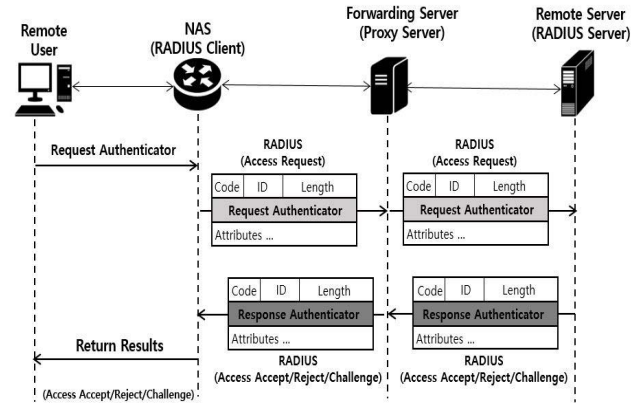 Remote
User
NAS
(RADIUS Client)
Forwarding Server
(Proxy Server)
Remote Server
(RADIUS Server)
Request Authenticator
RADIUS
(Access Request)
Code ID Length
Request Authenticator
Attributes ...
RADIUS
(Access Request)
Code ID Length
Request Authenticator
Attributes ...
Code ID Length
Response Authenticator
Attributes ...
RADIUS
(Access Accept/Reject/Challenge)
Code ID Length
Response Authenticator
Attributes ...
RADIUS
(Access Accept/Reject/Challenge)
Return Results
(Access Accept/Reject/Challenge)